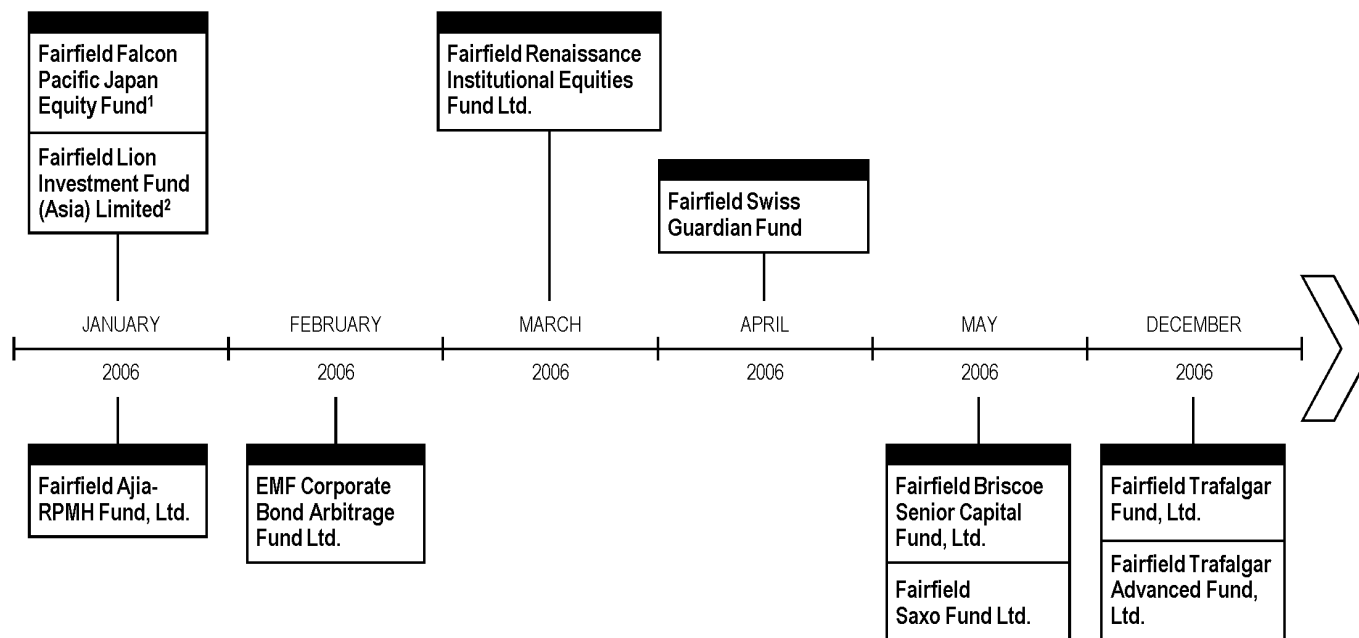 Fairfield Falcon
Pacific Japan
Equity Fund¹
Fairfield Lion
Investment Fund
(Asia) Limited²
Fairfield Renaissance
Institutional Equities
Fund Ltd.
Fairfield Swiss
Guardian Fund
JANUARY
FEBRUARY
MARCH
APRIL
MAY
DECEMBER
2006
2006
2006
2006
2006
2006
Fairfield Ajia-
RPMH Fund, Ltd.
EMF Corporate
Bond Arbitrage
Fund Ltd.
Fairfield Briscoe
Senior Capital
Fund, Ltd.
Fairfield
Saxo Fund Ltd.
Fairfield Trafalgar
Fund, Ltd.
Fairfield Trafalgar
Advanced Fund,
Ltd.